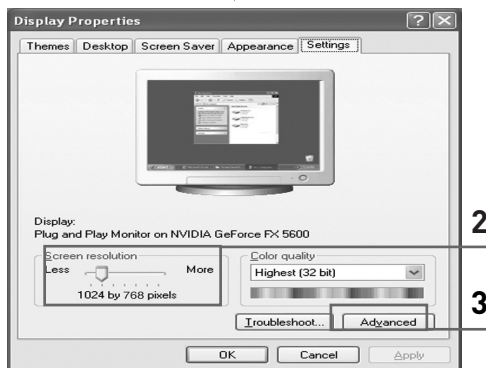 Display Properties
Themes Desktop Screen Saver Appearance Settings
Display:
Plug and Play Monitor on NVIDIA GeForce FX 5600
Screen resolution
Less More
1024 by 768 pixels
Color quality
Highest (32 bit)
2
Troubleshoot... Advanced
3
OK Cancel Apply